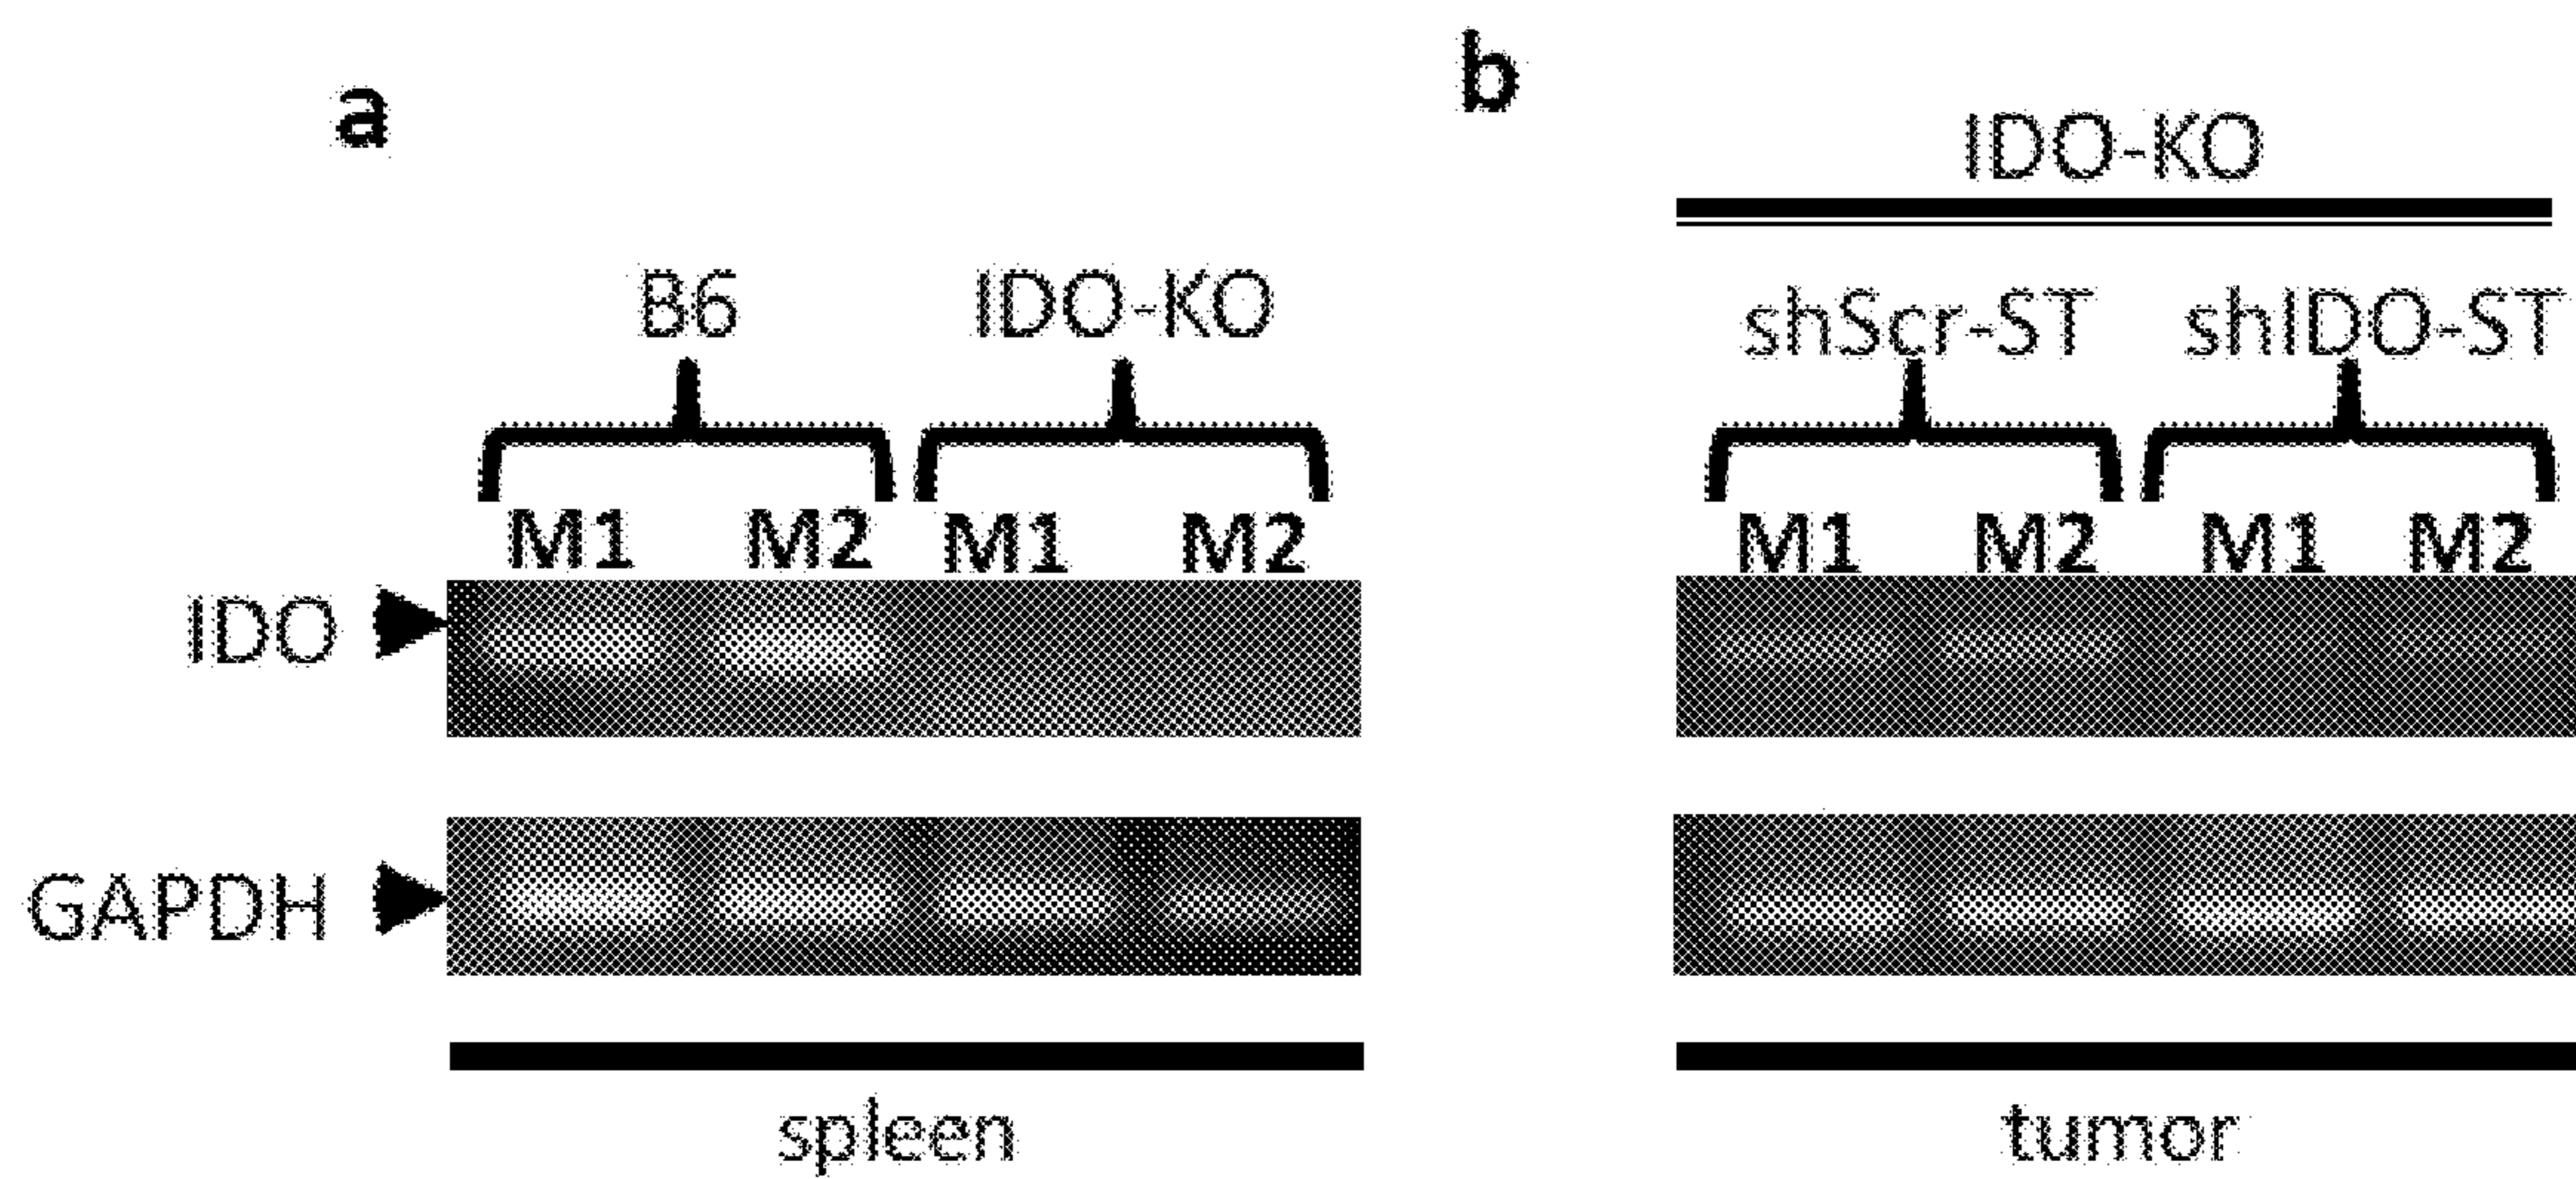 a
B6 IDO-KO
M1 M2 M1 M2
IDO
GAPDH
spleen
b
IDO-KO
shScr-ST shIDO-ST
M1 M2 M1 M2
tumor